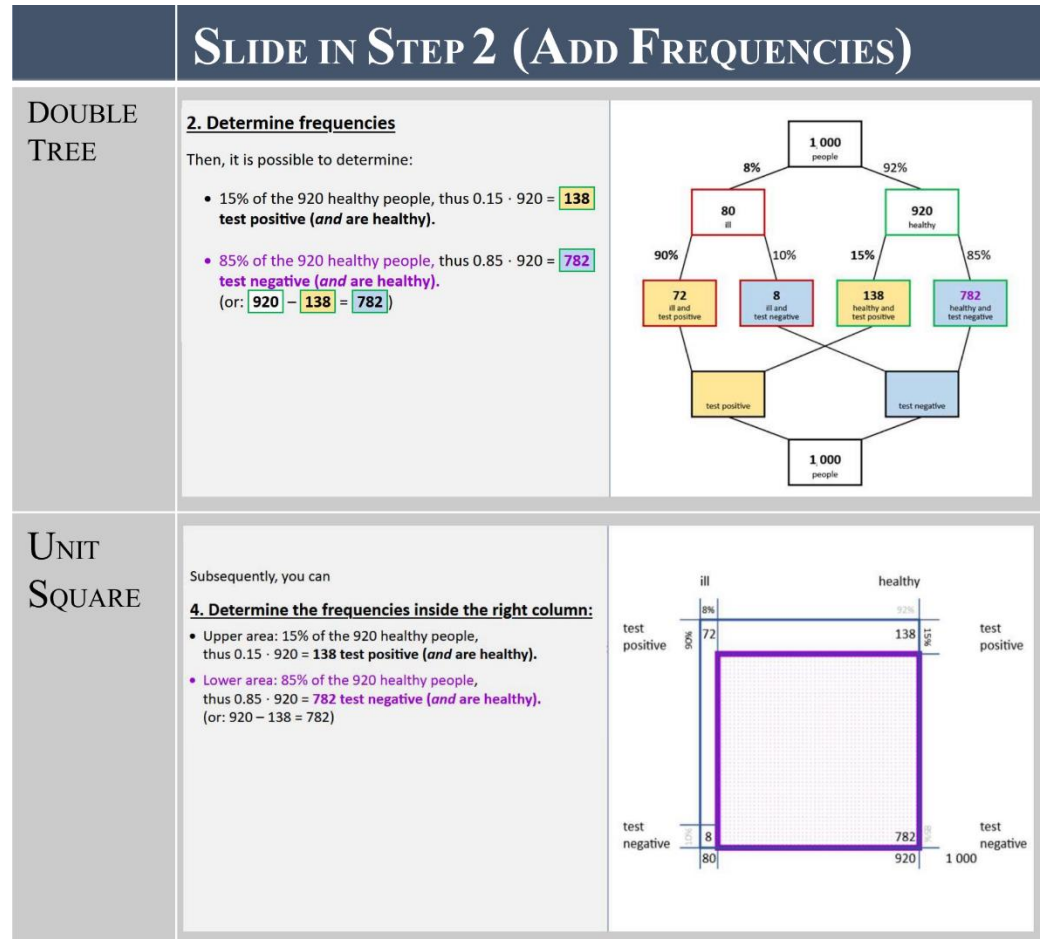 SLIDE IN STEP 2 (ADD FREQUENCIES)
DOUBLE
TREE
2. Determine frequencies
Then, it is possible to determine:
• 15% of the 920 healthy people, thus 0.15 · 920 = 138
test positive (and are healthy).
• 85% of the 920 healthy people, thus 0.85 · 920 = 782
test negative (and are healthy).
(or: 920 – 138 = 782)
1 000
people
8% 92%
80 920
ill healthy
90% 10% 15% 85%
72 8 138 782
ill and ill and healthy and healthy and
test positive test negative test positive test negative
test positive test negative
1 000
people
UNIT
SQUARE
Subsequently, you can
4. Determine the frequencies inside the right column:
• Upper area: 15% of the 920 healthy people,
thus 0.15 · 920 = 138 test positive (and are healthy).
• Lower area: 85% of the 920 healthy people,
thus 0.85 · 920 = 782 test negative (and are healthy).
(or: 920 – 138 = 782)
ill healthy
8% 92%
test positive 90% 72 138 15% test positive
test negative 10% 8 782 85% test negative
80 920 1 000